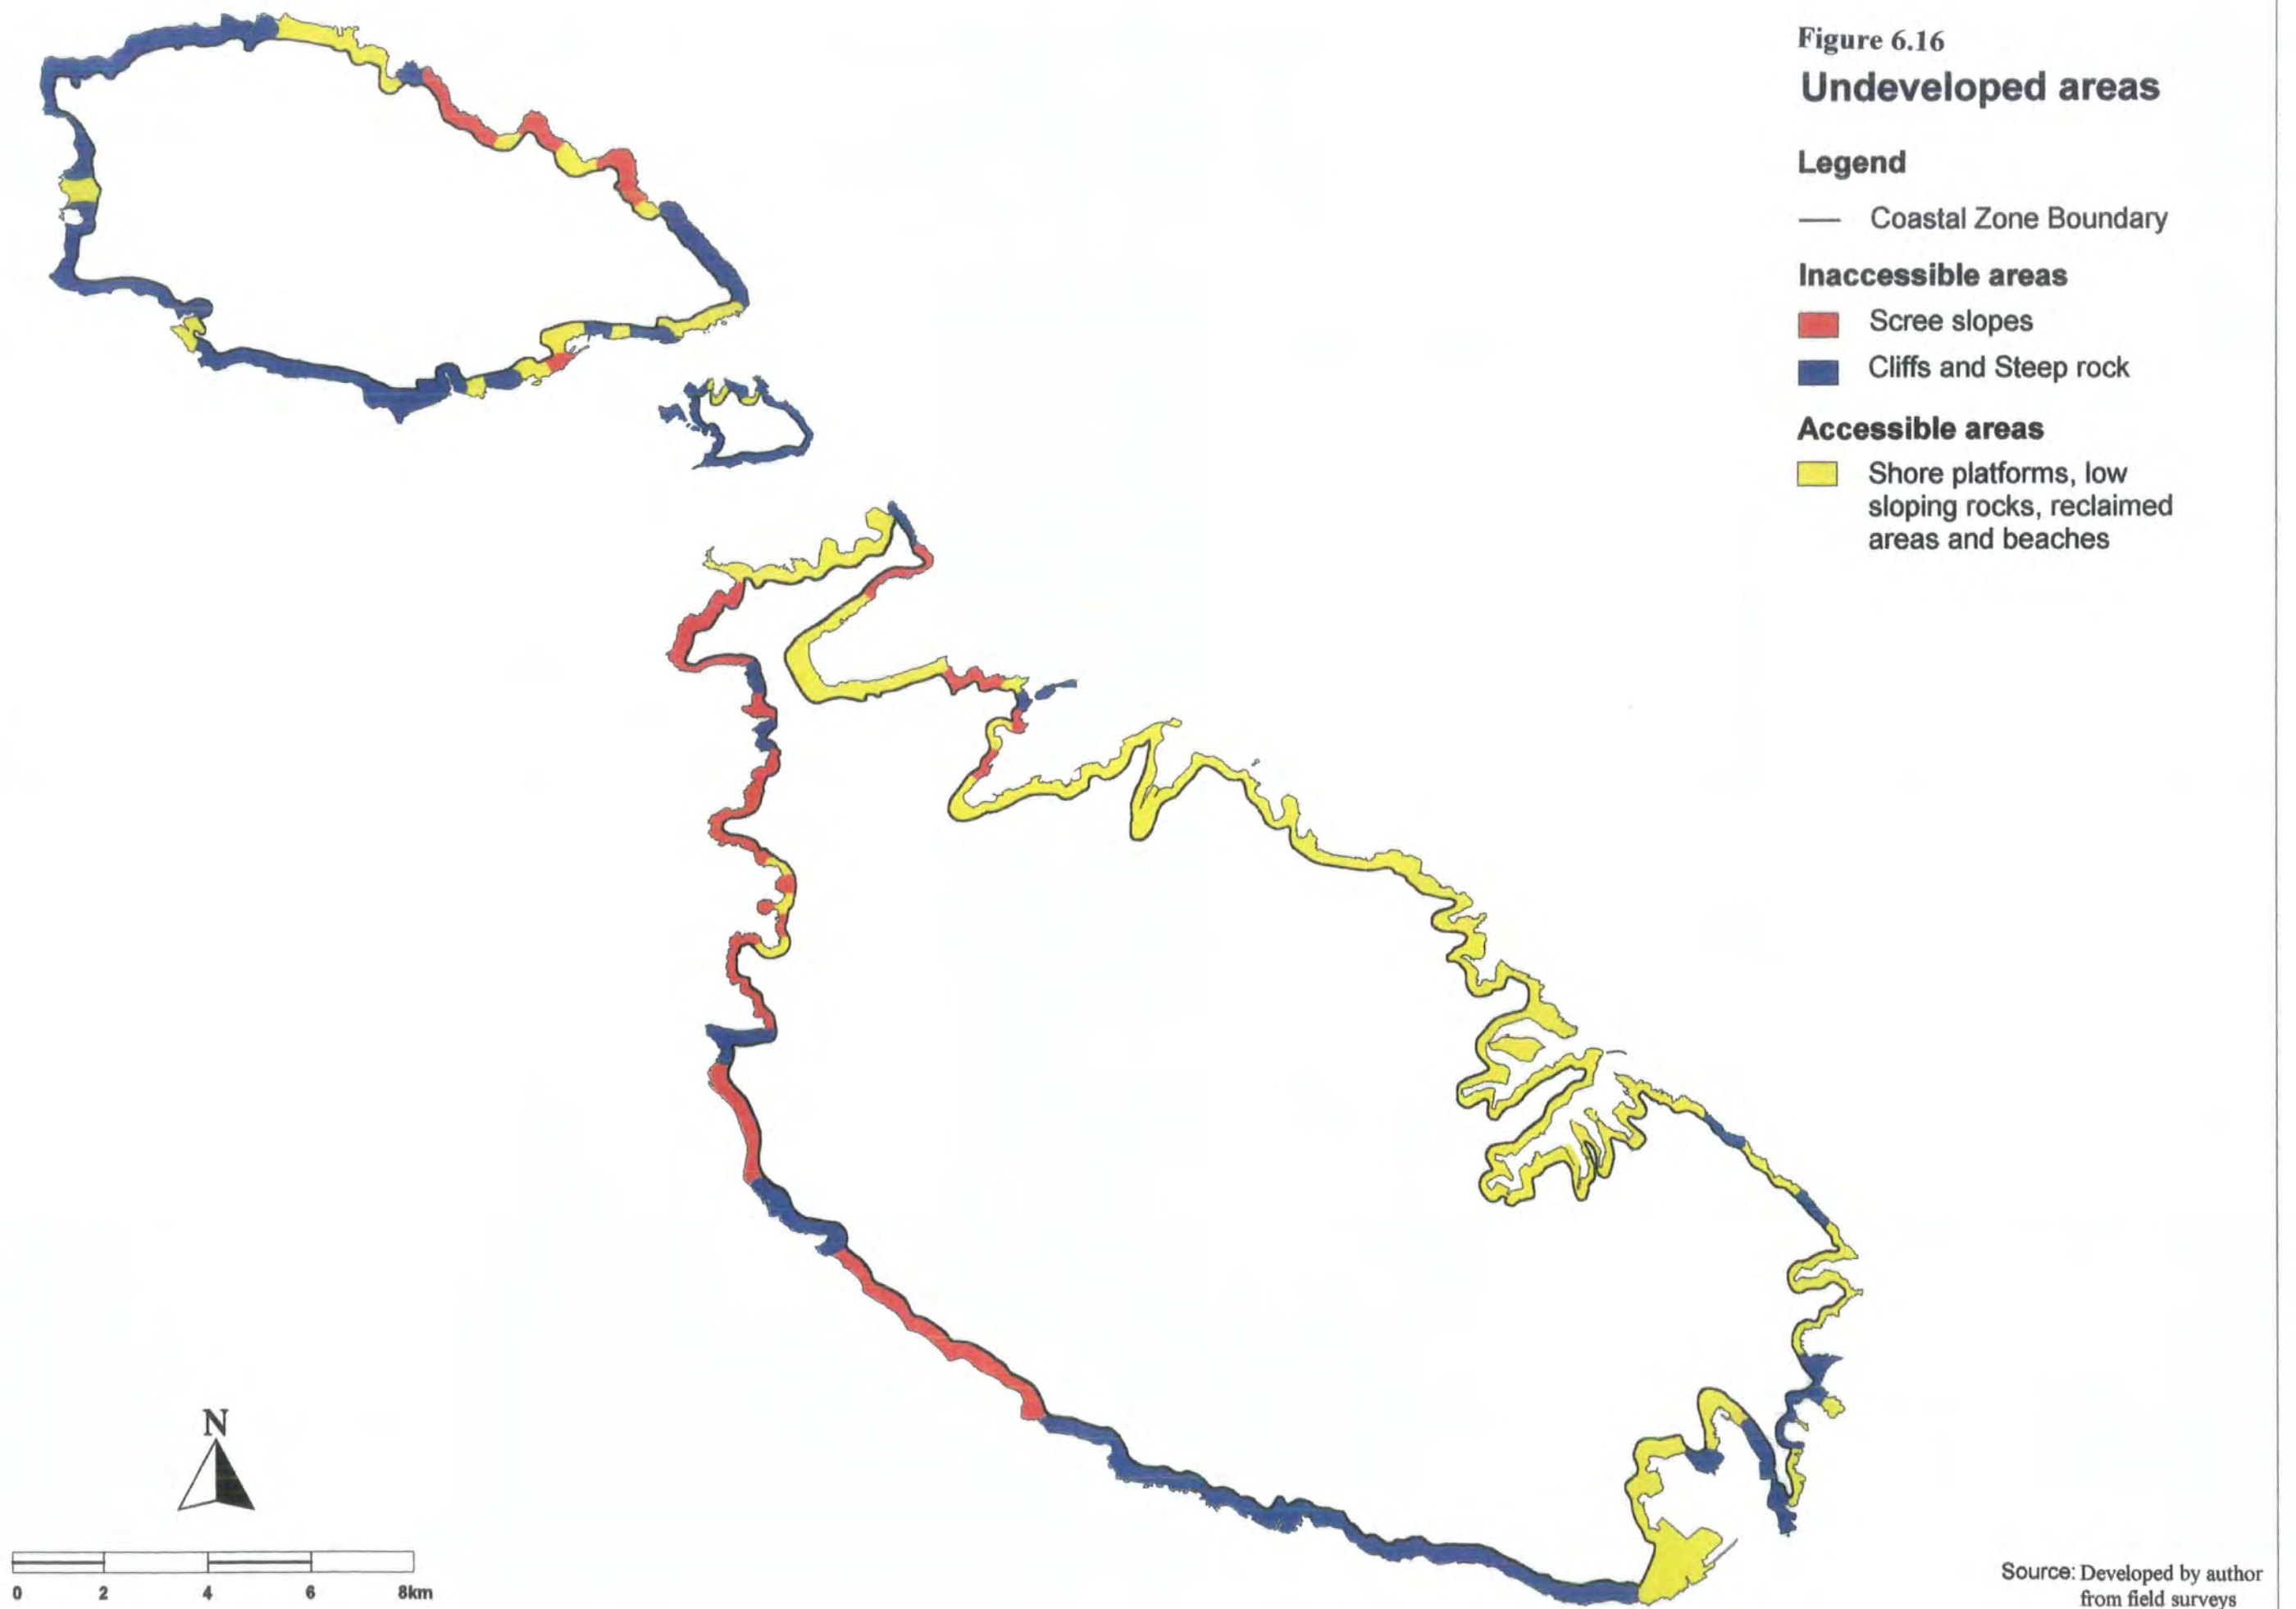 Figure 6.16
Undeveloped areas
Legend
Coastal Zone Boundary
Inaccessible areas
Scree slopes
Cliffs and Steep rock
Accessible areas
Shore platforms, low
sloping rocks, reclaimed
areas and beaches
N
0 2 4 6 8km
Source: Developed by author
from field surveys